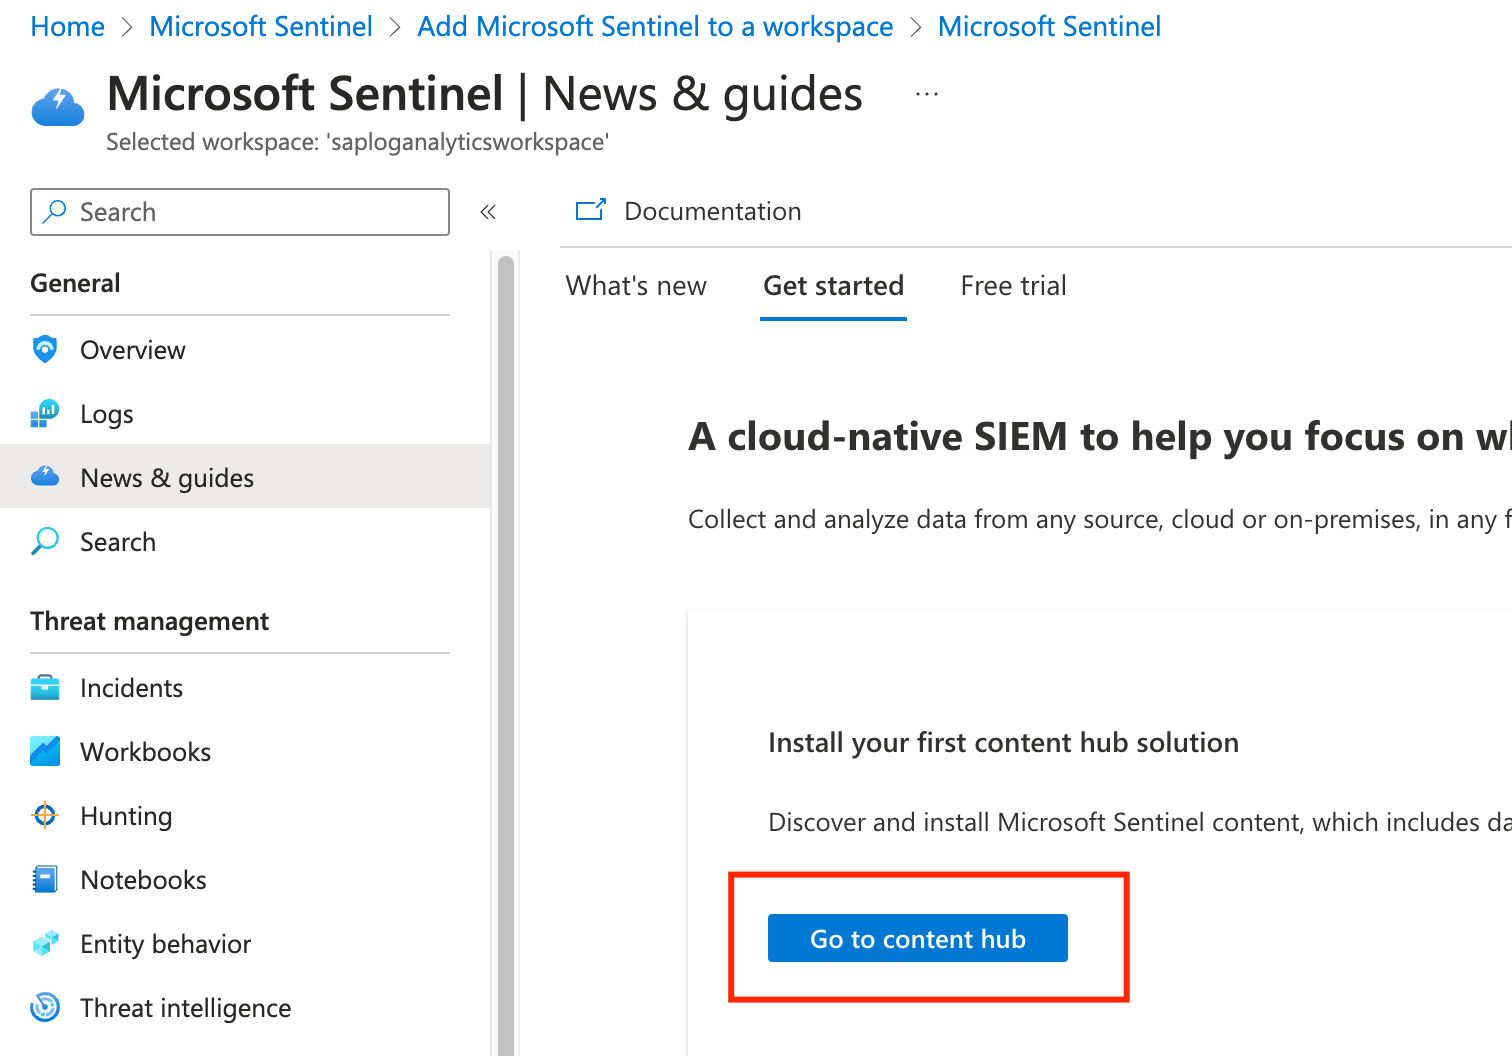 Home > Microsoft Sentinel > Add Microsoft Sentinel to a workspace > Microsoft Sentinel
Microsoft Sentinel | News & guides ...
Selected workspace: 'saploganalyticsworkspace'
Search «
Documentation
General
What's new
Get started
Free trial
Overview
Logs
News & guides
Search
Threat management
Incidents
Workbooks
Hunting
Notebooks
Entity behavior
Threat intelligence
A cloud-native SIEM to help you focus on
Collect and analyze data from any source, cloud or on-premises, in any
Install your first content hub solution
Discover and install Microsoft Sentinel content, which includes
Go to content hub